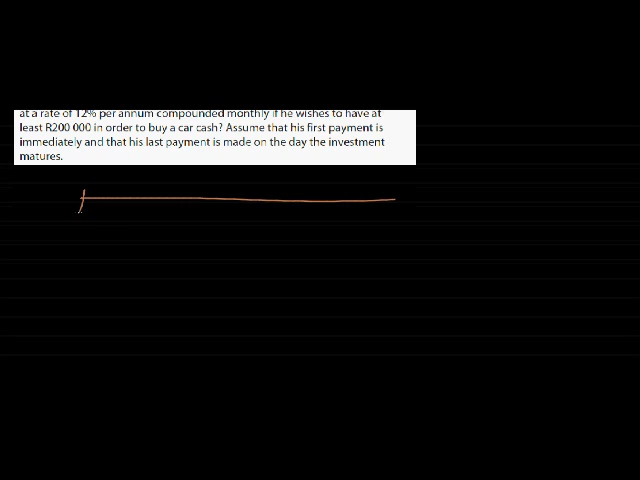 at a rate of 12% per annum compounded monthly if he wishes to have at
least R200 000 in order to buy a car cash? Assume that his first payment is
immediately and that his last payment is made on the day the investment
matures.